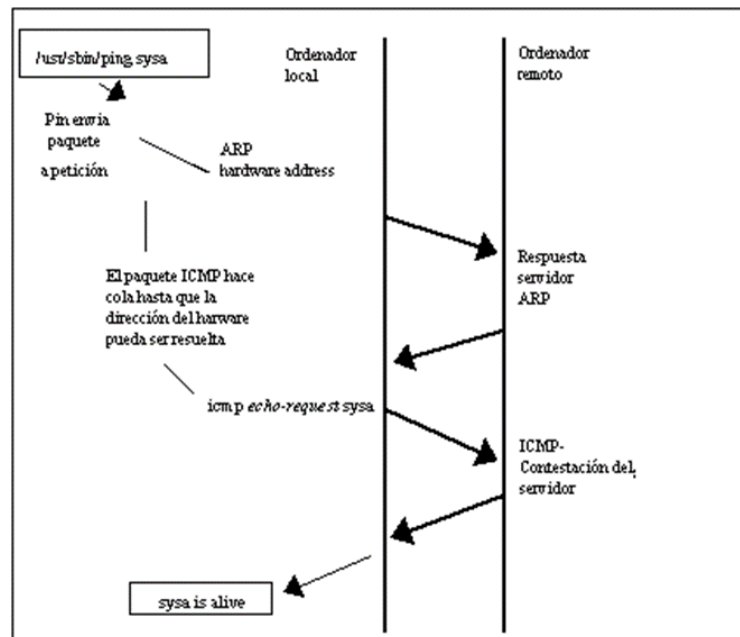 /ust/sbin/ping sysa
Ordenador
local
Ordenador
remoto
Pin envia
paquete
a petición
ARP
hardware address
Respuesta
servidor
ARP
El paquete ICMP hace
cola hasta que la
dirección del harware
pueda ser resuelta
icmp echo-request sysa
ICMP-
Contestación del;
servidor
sysa is alive